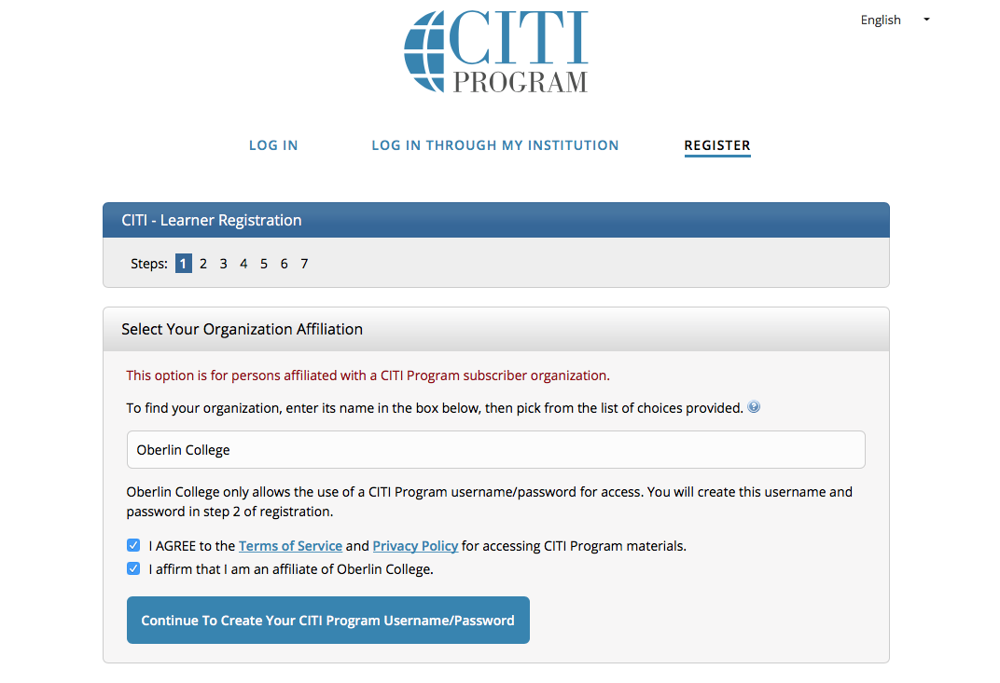 CITI
PROGRAM
English
LOG IN
LOG IN THROUGH MY INSTITUTION
REGISTER
CITI - Learner Registration
Steps: 1 2 3 4 5 6 7
Select Your Organization Affiliation
This option is for persons affiliated with a CITI Program subscriber organization.
To find your organization, enter its name in the box below, then pick from the list of choices provided. ?
Oberlin College
Oberlin College only allows the use of a CITI Program username/password for access. You will create this username and
password in step 2 of registration.
I AGREE to the Terms of Service and Privacy Policy for accessing CITI Program materials.
I affirm that I am an affiliate of Oberlin College.
Continue To Create Your CITI Program Username/Password